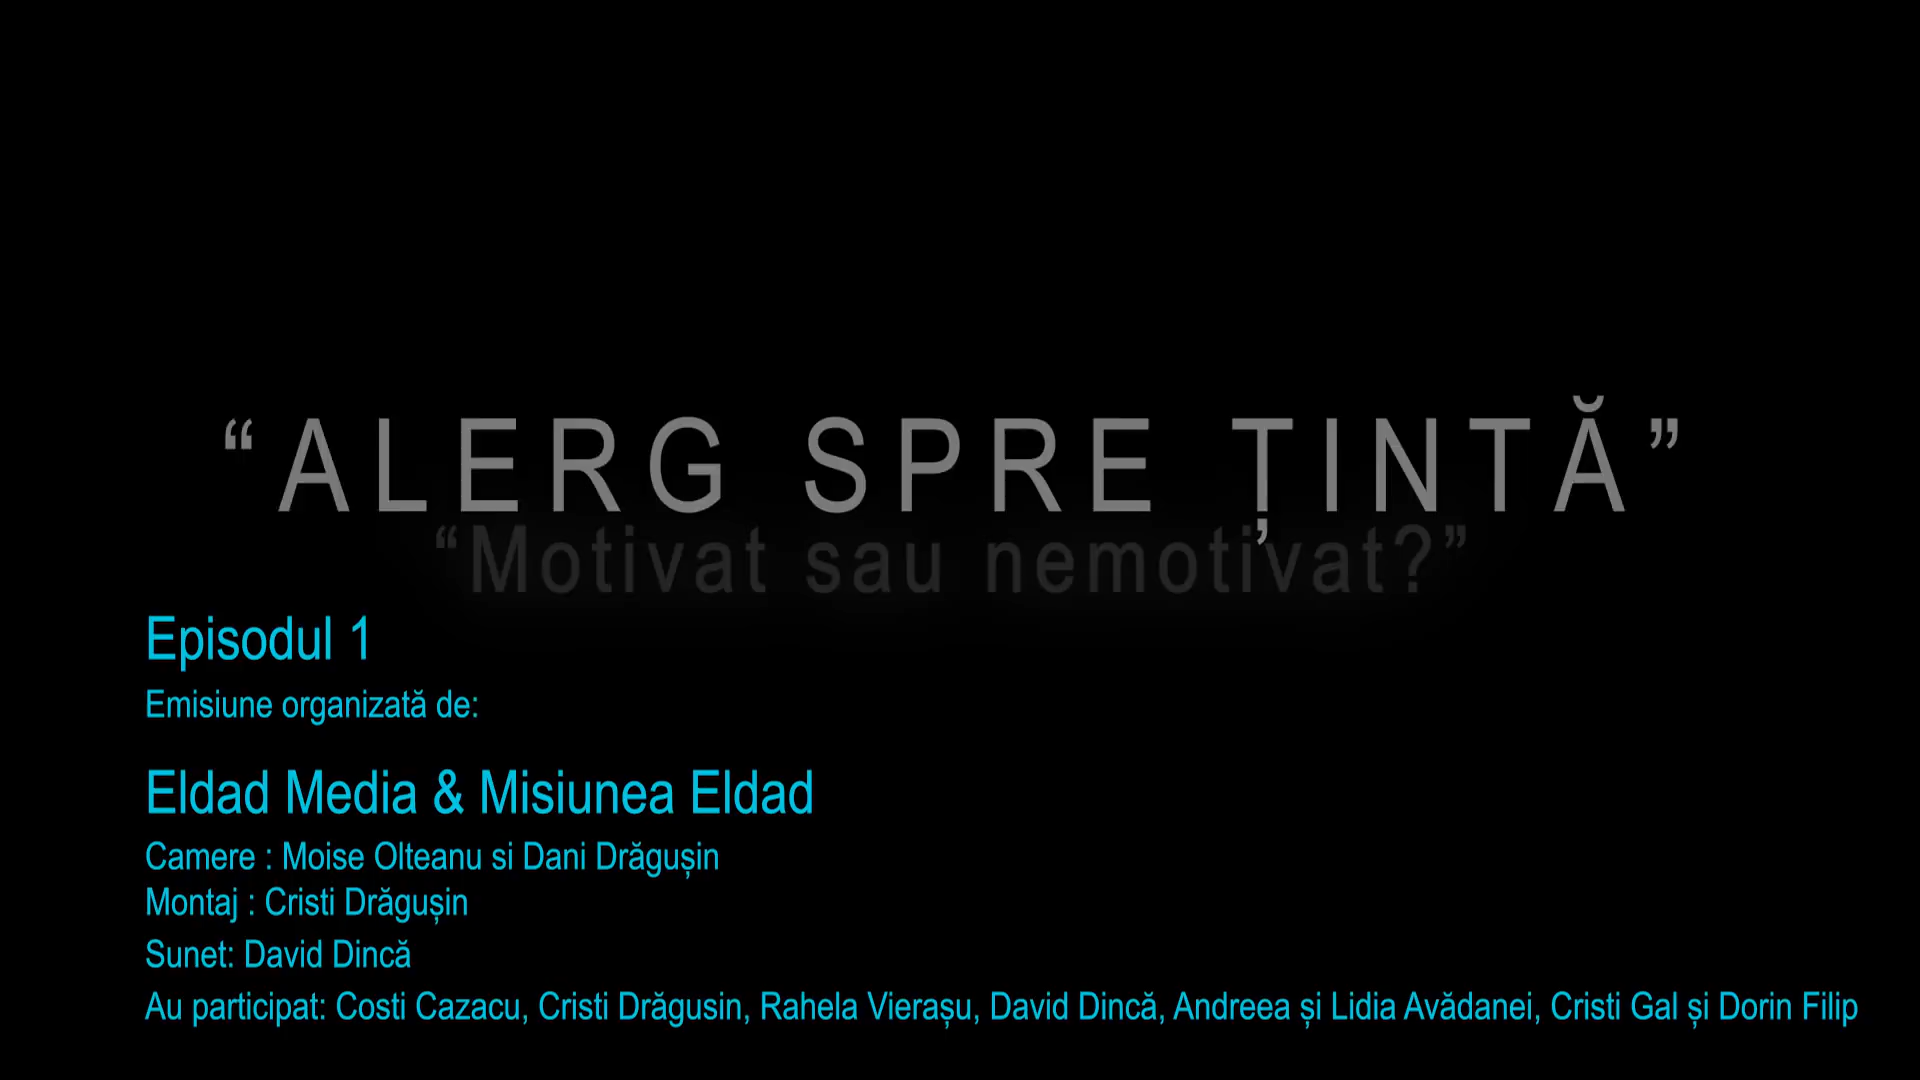 “ALERG SPRE ȚINTĂ”
“Motivat sau nemotivat?”
Episodul 1
Emisiune organizată de:
Eldad Media & Misiunea Eldad
Camere : Moise Olteanu si Dani Drăgușin
Montaj : Cristi Drăgușin
Sunet: David Dincă
Au participat: Costi Cazacu, Cristi Drăgusin, Rahela Vierașu, David Dincă, Andreea și Lidia Avădanei, Cristi Gal și Dorin Filip